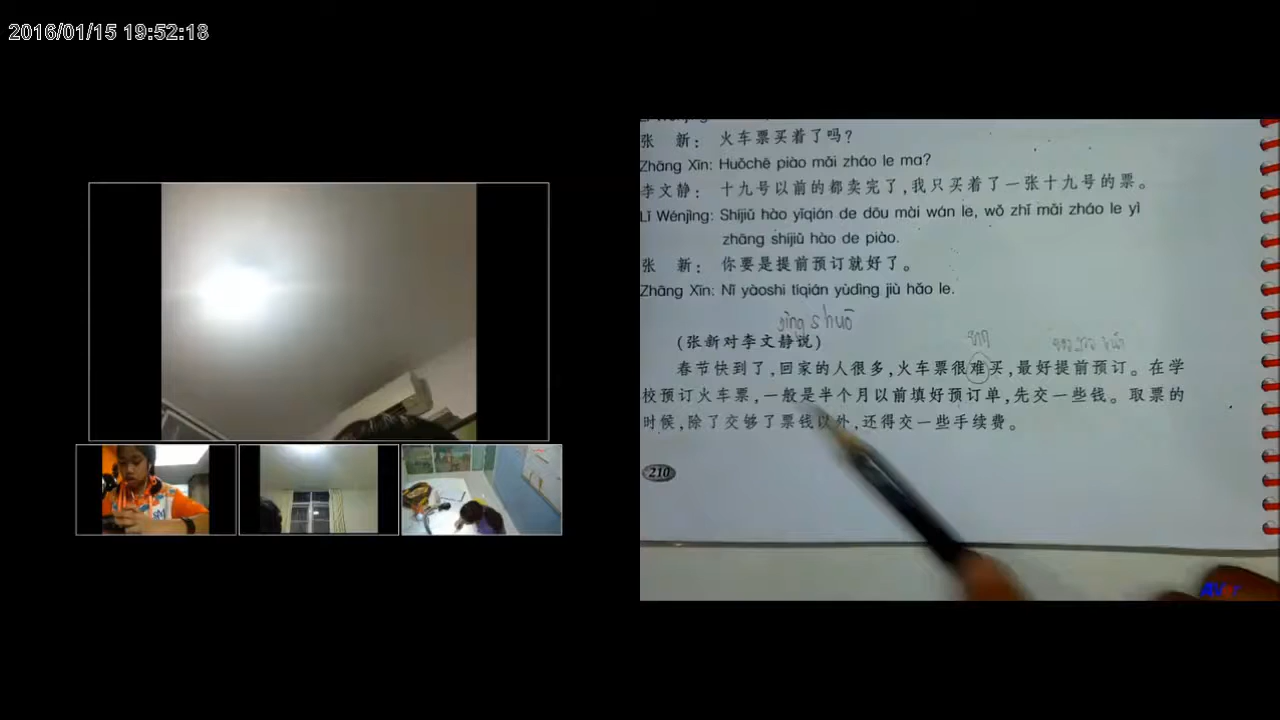 2016/01/15 19:52:18
张 新: 火车票买着了吗?
Zhāng Xīn: Huǒchē piào mǎi zháo le ma?
李文静: 十九号以前的都卖完了,我只买着了一张十九号的票。
Lǐ Wénjìng: Shíjiǔ hào yǐqián de dōu mài wán le, wǒ zhǐ mǎi zháo le yì
zhāng shíjiǔ hào de piào.
张 新: 你要是提前预订就好了。
Zhāng Xīn: Nǐ yàoshi tíqián yùdìng jiù hǎo le.
jìng shuō
(张新对李文静说)
春节快到了,回家的人很多,火车票很难买,最好提前预订。在学
校预订火车票,一般是半个月以前填好预订单,先交一些钱。取票的
时候,除了交够了票钱以外,还得交一些手续费。
210